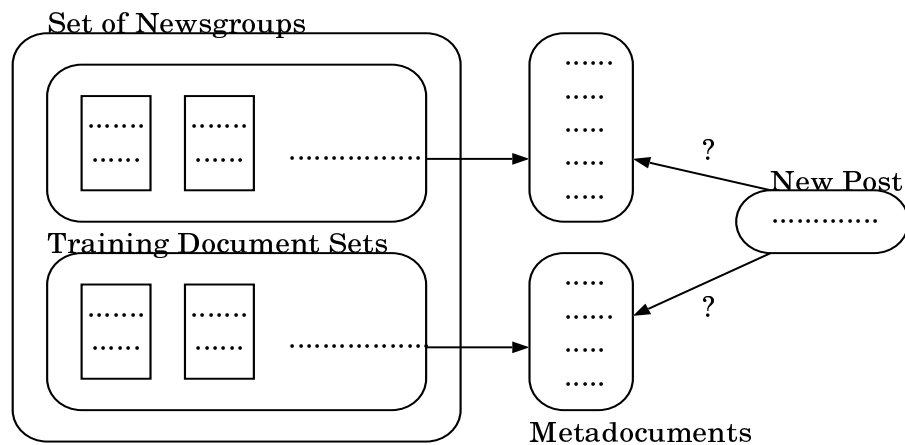 Set of Newsgroups
?
New Post
Training Document Sets
?
Metadocuments